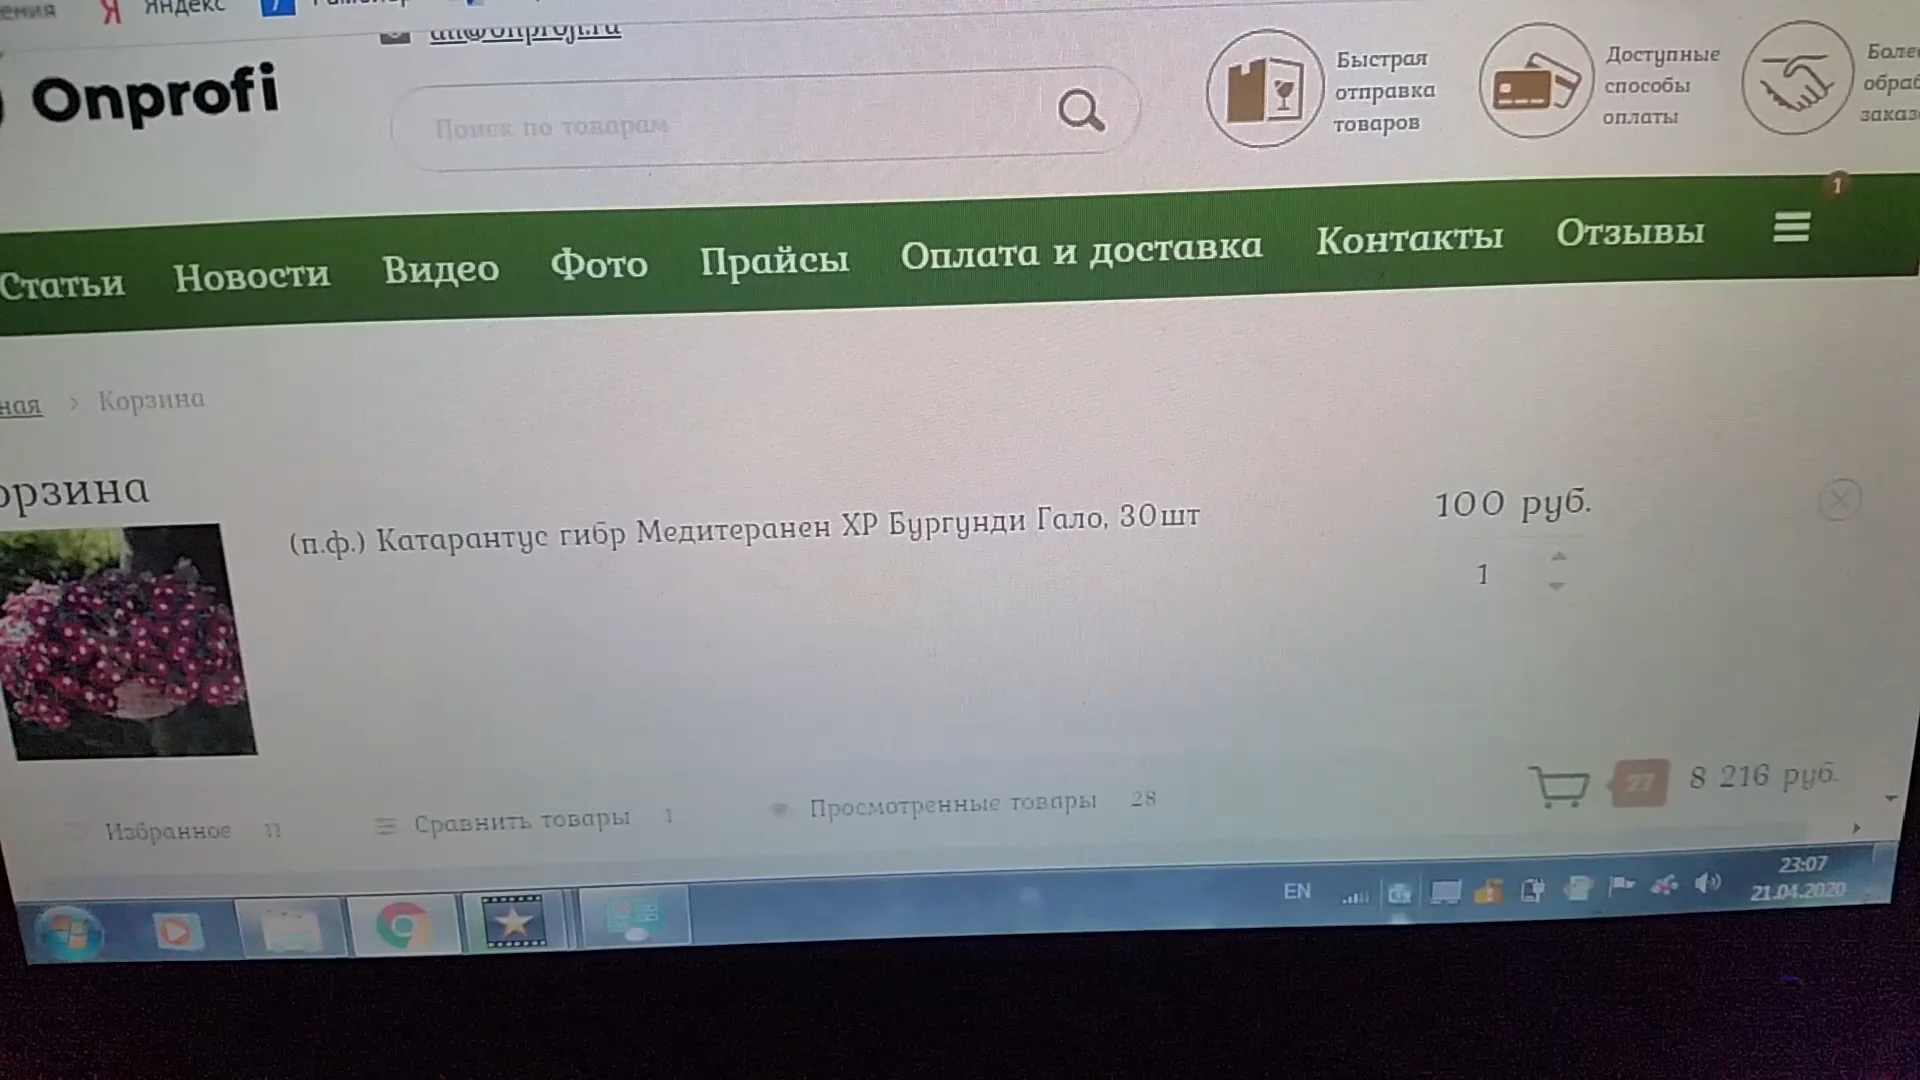 Яндекс
Onprofi
Поиск по товарам
Быстрая
отправка
товаров
Доступные
способы
оплаты
Статьи Новости Видео Фото Прайсы Оплата и доставка Контакты Отзывы
1
Корзина
(п.ф.) Катарантус гибр Медитеранен ХР Бургунди Гало, 30шт
100 руб.
1
Избранное 11
Сравнить товары 1
Просмотренные товары 28
27
8 216 руб.
EN
23:07
21.04.2020